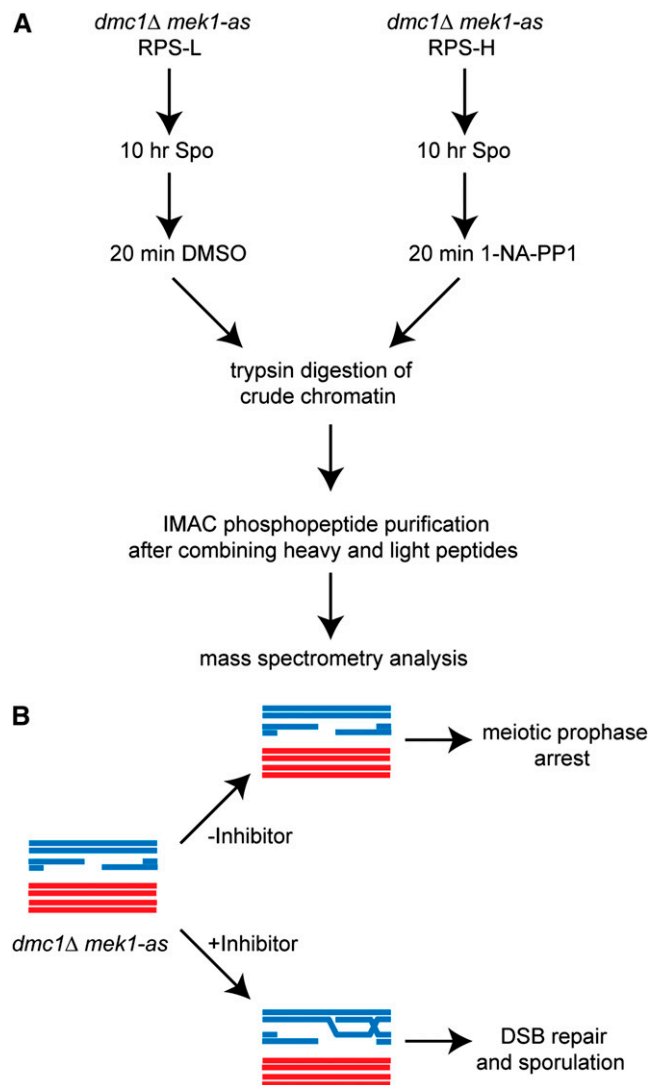 A
dmc1Δ mek1-as
RPS-L
dmc1Δ mek1-as
RPS-H
10 hr Spo
10 hr Spo
20 min DMSO
20 min 1-NA-PP1
trypsin digestion of
crude chromatin
IMAC phosphopeptide purification
after combining heavy and light peptides
mass spectrometry analysis
B
meiotic prophase
arrest
-Inhibitor
dmc1Δ mek1-as
+Inhibitor
DSB repair
and sporulation